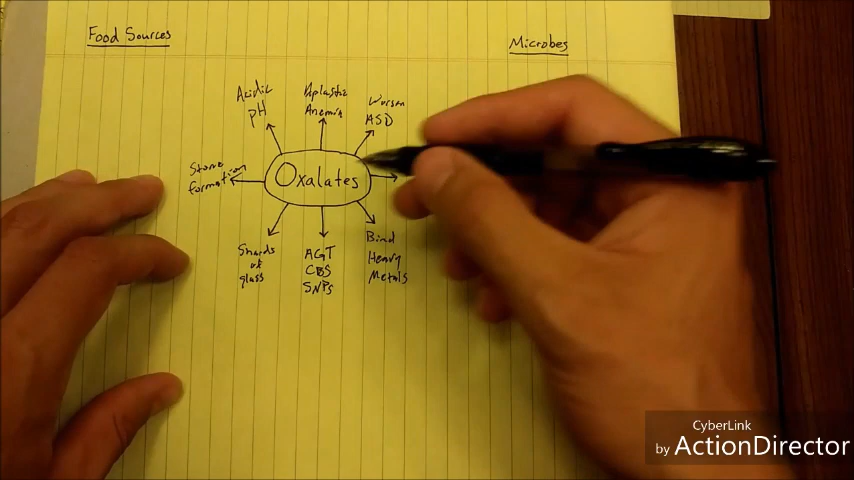 Food Sources
Microbes
Acidic
pH
Aplastic
Anemia
Worsen
ASD
Stone
formation
Oxalates
Shards
of
glass
AGT
CBS
SNPs
Bind
Heavy
Metals
CyberLink
by ActionDirector